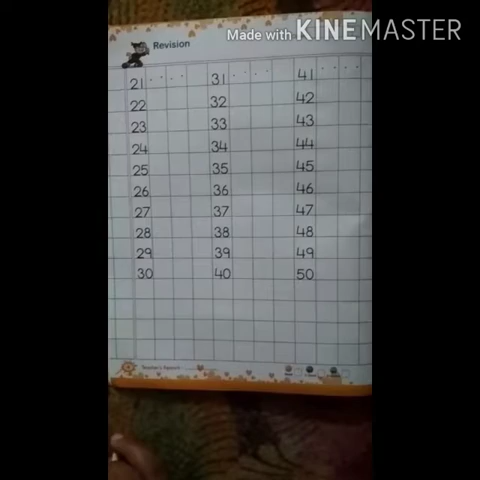 Made with KINEMASTER
Revision
21 31 41
22 32 42
23 33 43
24 34 44
25 35 45
26 36 46
27 37 47
28 38 48
29 39 49
30 40 50
Teacher's